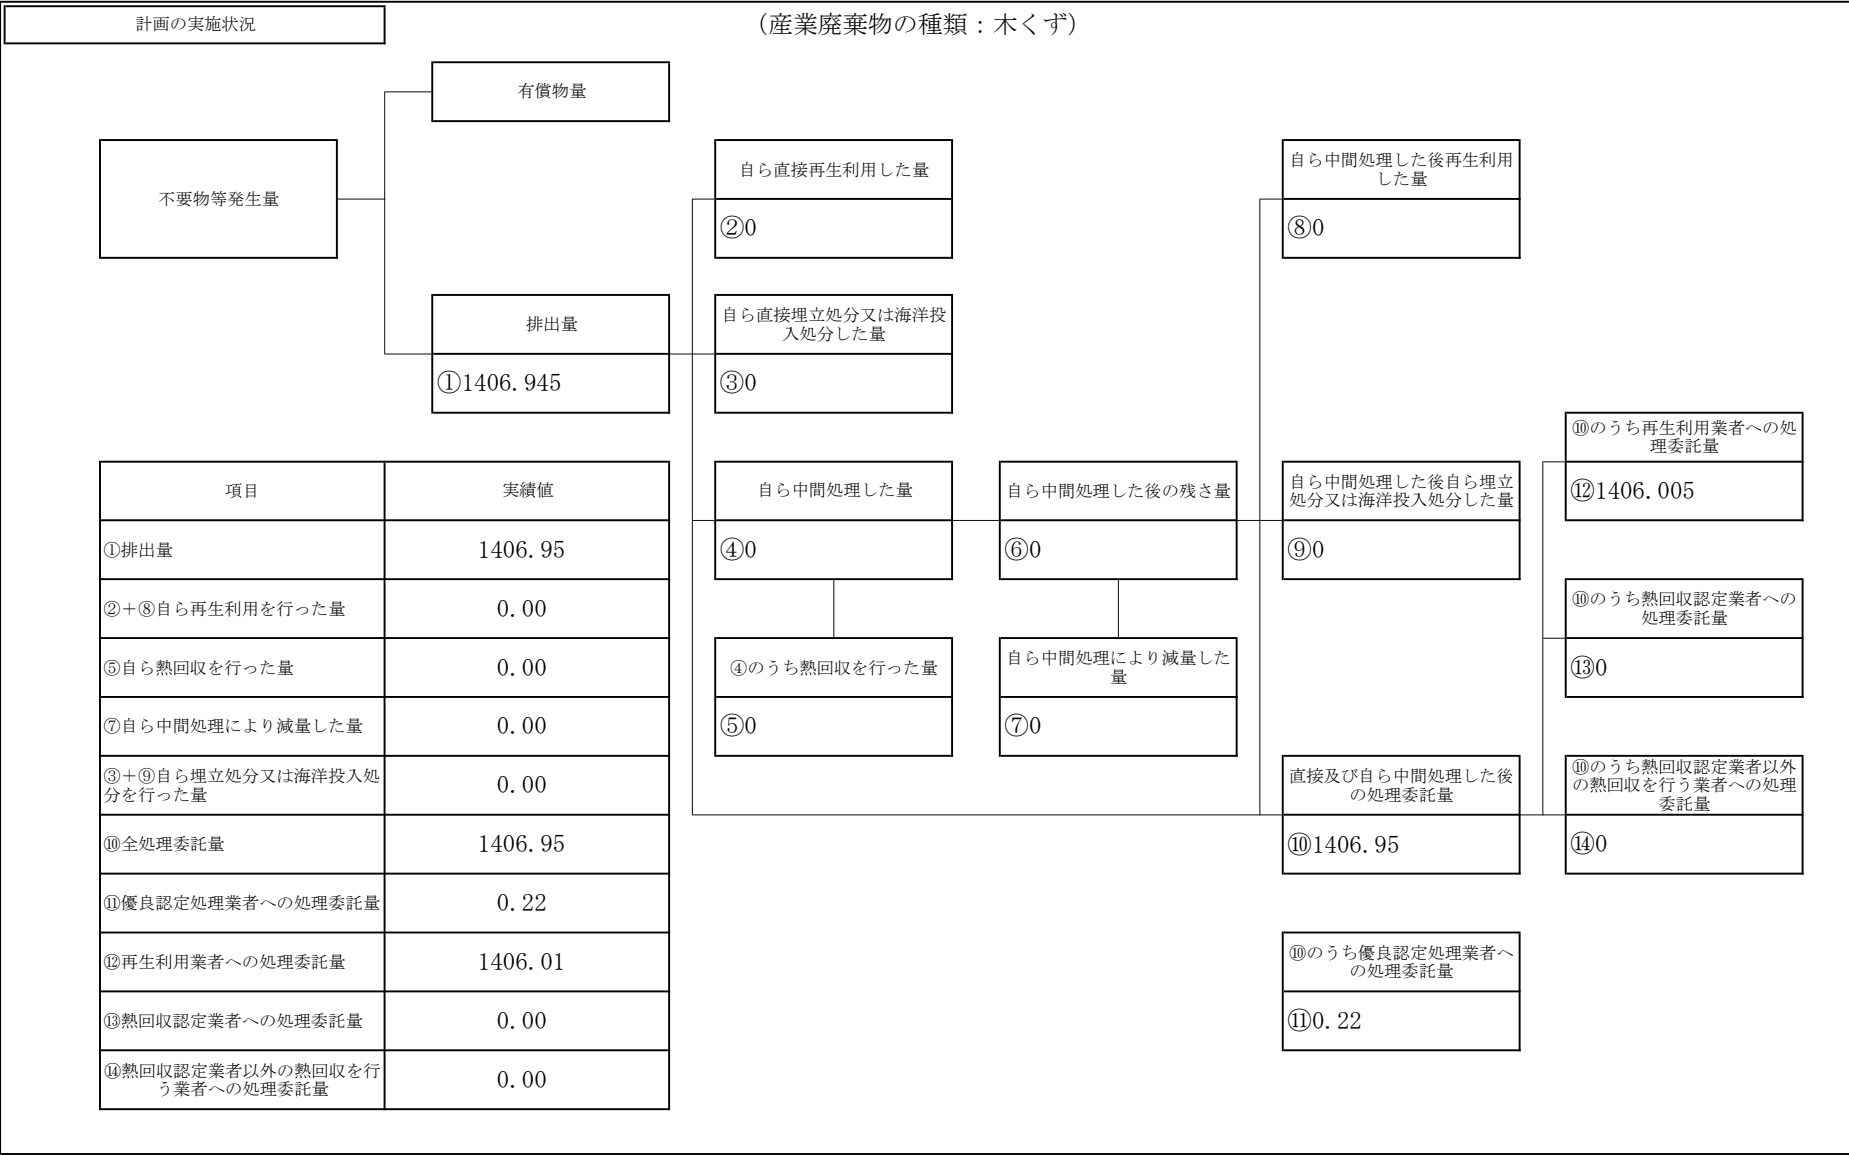 計画の実施状況
（産業廃棄物の種類：木くず）
有償物量
不要物等発生量
自ら直接再生利用した量
②0
自ら中間処理した後再生利用
した量
⑧0
排出量
①1406.945
自ら直接埋立処分又は海洋投
入処分した量
③0
⑩のうち再生利用業者への処
理委託量
⑫1406.005
自ら中間処理した量
④0
自ら中間処理した後の残さ量
⑥0
自ら中間処理した後自ら埋立
処分又は海洋投入処分した量
⑨0
⑩のうち熱回収認定業者への
処理委託量
⑬0
④のうち熱回収を行った量
⑤0
自ら中間処理により減量した
量
⑦0
直接及び自ら中間処理した後
の処理委託量
⑩1406.95
⑩のうち熱回収認定業者以外
の熱回収を行う業者への処理
委託量
⑭0
⑩のうち優良認定処理業者へ
の処理委託量
⑪0.22
項目 実績値
①排出量 1406.95
②＋⑧自ら再生利用を行った量 0.00
⑤自ら熱回収を行った量 0.00
⑦自ら中間処理により減量した量 0.00
③＋⑨自ら埋立処分又は海洋投入処
分を行った量 0.00
⑩全処理委託量 1406.95
⑪優良認定処理業者への処理委託量 0.22
⑫再生利用業者への処理委託量 1406.01
⑬熱回収認定業者への処理委託量 0.00
⑭熱回収認定業者以外の熱回収を行
う業者への処理委託量 0.00